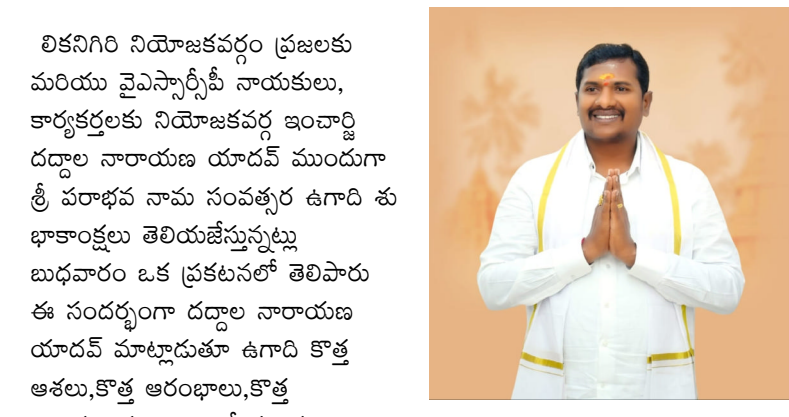 లికనిగిరి నియోజకవర్గం ప్రజలకు
మరియు వైఎస్సార్సీపీ నాయకులు,
కార్యకర్తలకు నియోజకవర్గ ఇంచార్జి
దద్దాల నారాయణ యాదవ్ ముందుగా
శ్రీ పరాభవ నామ సంవత్సర ఉగాది శు
భాకాంక్షలు తెలియజేస్తున్నట్లు
బుధవారం ఒక ప్రకటనలో తెలిపారు
ఈ సందర్భంగా దద్దాల నారాయణ
యాదవ్ మాట్లాడుతూ ఉగాది కొత్త
ఆశలు,కొత్త ఆరంభాలు,కొత్త